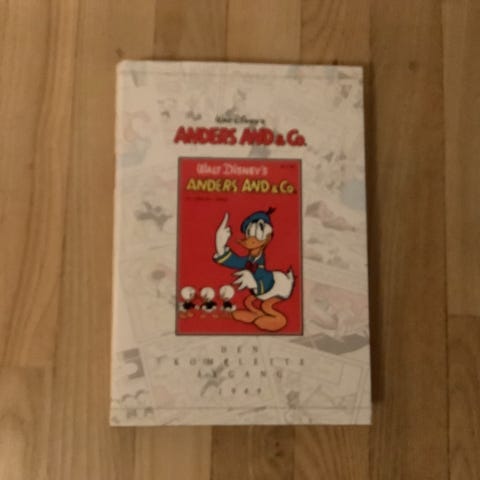 Walt Disney's
ANDERS AND & Co.
WALT DISNEY'S
ANDERS AND & Co.
DEN
KOMPLETTE
ÅRGANG
1949